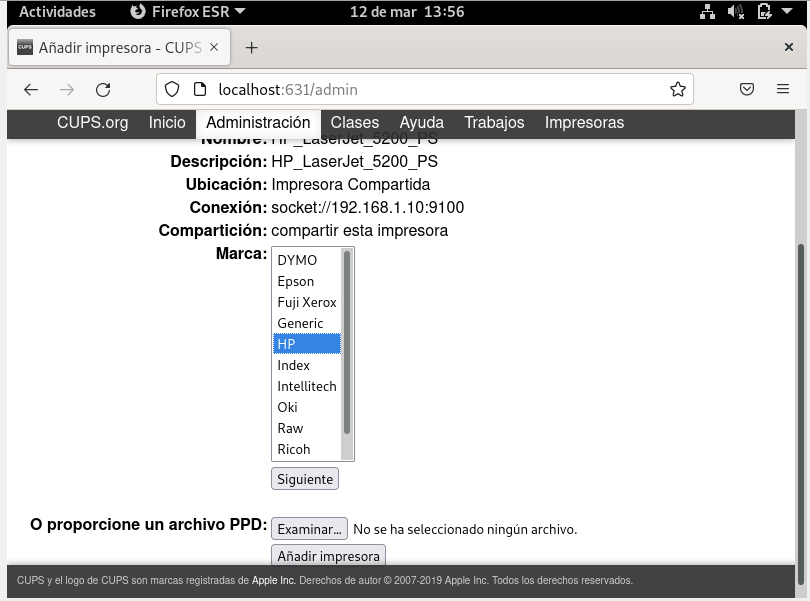 Actividades Firefox ESR 12 de mar 13:56
CUPS Añadir impresora - CUPS
localhost:631/admin
CUPS.org Inicio Administración Clases Ayuda Trabajos Impresoras
Nombre: HP_LaserJet_5200_PS
Descripción: HP_LaserJet_5200_PS
Ubicación: Impresora Compartida
Conexión: socket://192.168.1.10:9100
Compartición: compartir esta impresora
Marca:
DYMO
Epson
Fuji Xerox
Generic
HP
Index
Intellitech
Oki
Raw
Ricoh
Siguiente
O proporcione un archivo PPD: Examinar... No se ha seleccionado ningún archivo.
Añadir impresora
CUPS y el logo de CUPS son marcas registradas de Apple Inc. Derechos de autor © 2007-2019 Apple Inc. Todos los derechos reservados.